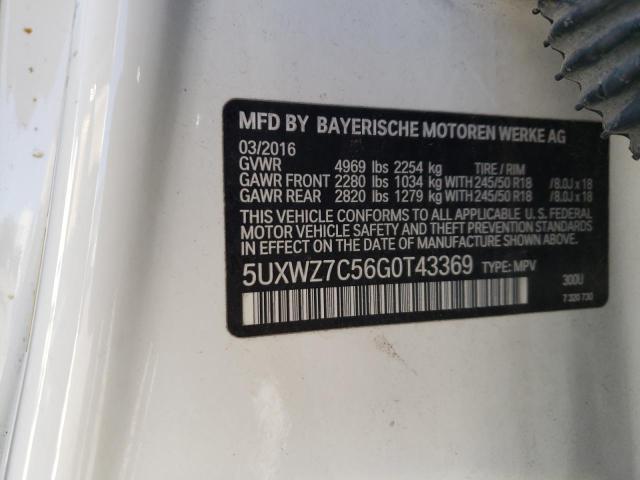 MFD BY BAYERISCHE MOTOREN WERKE AG
03/2016
GVWR 4969 lbs 2254 kg TIRE / RIM
GAWR FRONT 2280 lbs 1034 kg WITH 245/50 R18 /8.0J x 18
GAWR REAR 2820 lbs 1279 kg WITH 245/50 R18 /8.0J x 18
THIS VEHICLE CONFORMS TO ALL APPLICABLE U. S. FEDERAL
MOTOR VEHICLE SAFETY AND THEFT PREVENTION STANDARDS
IN EFFECT ON THE DATE OF MANUFACTURE SHOWN ABOVE.
5UXWZ7C56G0T43369 TYPE: MPV
300U
7 320 730